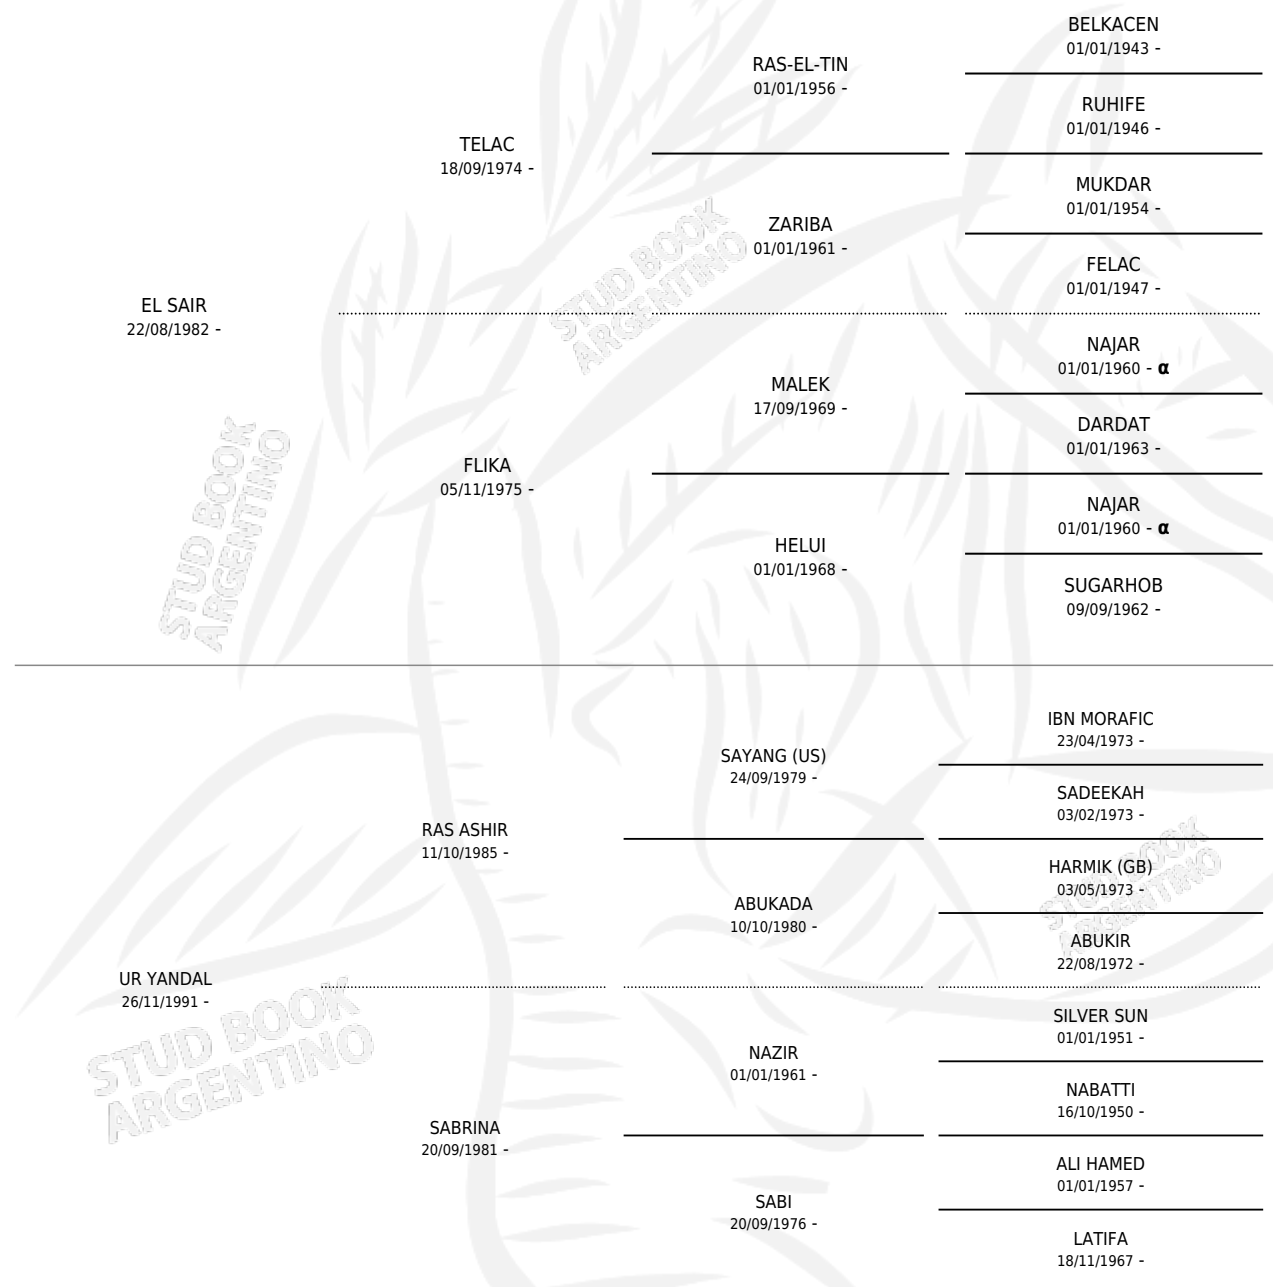 BELKACEN
01/01/1943 -
RAS-EL-TIN
01/01/1956 -
RUHIFE
01/01/1946 -
TELAC
18/09/1974 -
MUKDAR
01/01/1954 -
ZARIBA
01/01/1961 -
FELAC
01/01/1947 -
EL SAIR
22/08/1982 -
NAJAR
01/01/1960 - α
MALEK
17/09/1969 -
DARDAT
01/01/1963 -
FLIKA
05/11/1975 -
NAJAR
01/01/1960 - α
HELUI
01/01/1968 -
SUGARHOB
09/09/1962 -
IBN MORAFIC
23/04/1973 -
SAYANG (US)
24/09/1979 -
SADEEKAH
03/02/1973 -
RAS ASHIR
11/10/1985 -
HARMIK (GB)
03/05/1973 -
ABUKADA
10/10/1980 -
ABUKIR
22/08/1972 -
UR YANDAL
26/11/1991 -
SILVER SUN
01/01/1951 -
NAZIR
01/01/1961 -
NABATTI
16/10/1950 -
SABRINA
20/09/1981 -
ALI HAMED
01/01/1957 -
SABI
20/09/1976 -
LATIFA
18/11/1967 -
STUD BOOK
ARGENTINO
STUD BOOK
ARGENTINO
STUD BOOK
ARGENTINO
STUD BOOK
ARGENTINO